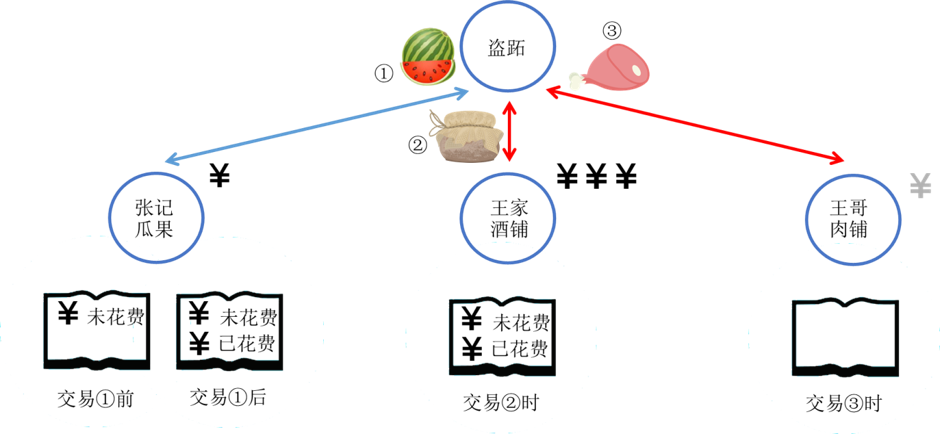 盗跖
①
②
③
¥
张记
瓜果
¥¥¥
王家
酒铺
¥
王哥
肉铺
¥ 未花费
¥ 未花费
¥ 已花费
¥ 未花费
¥ 已花费
交易①前
交易①后
交易②时
交易③时